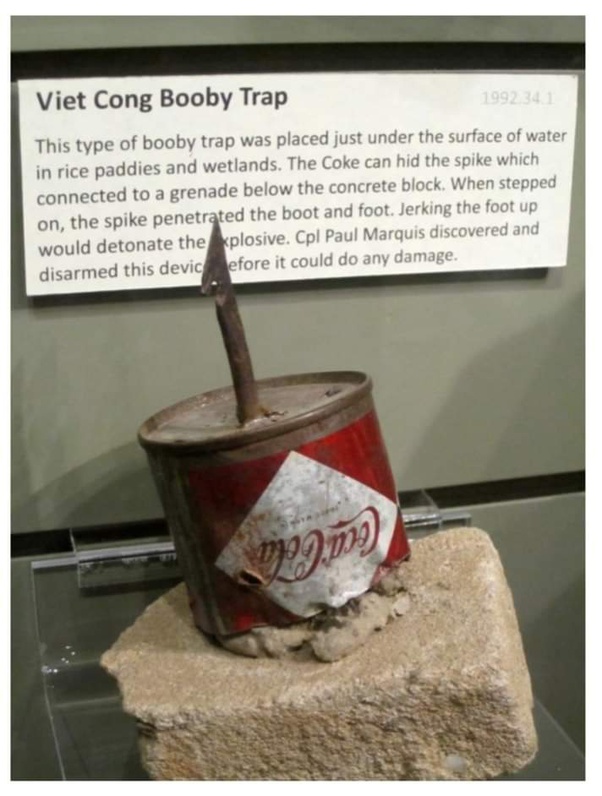 Viet Cong Booby Trap
1992.34.1
This type of booby trap was placed just under the surface of water
in rice paddies and wetlands. The Coke can hid the spike which
connected to a grenade below the concrete block. When stepped
on, the spike penetrated the boot and foot. Jerking the foot up
would detonate the explosive. Cpl Paul Marquis discovered and
disarmed this device before it could do any damage.
Coca-Cola